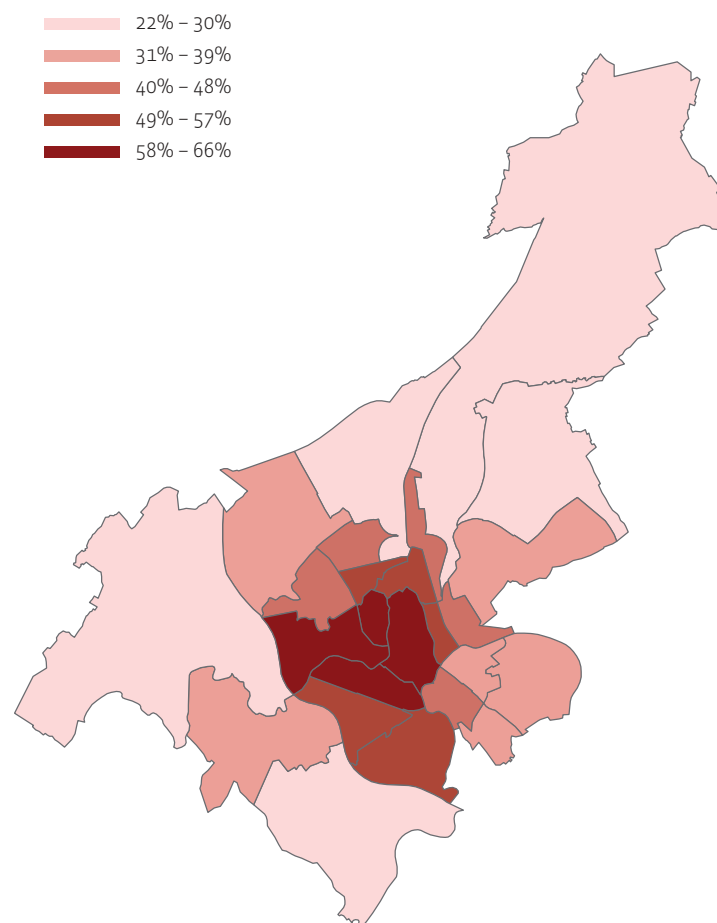 22% – 30%
31% – 39%
40% – 48%
49% – 57%
58% – 66%